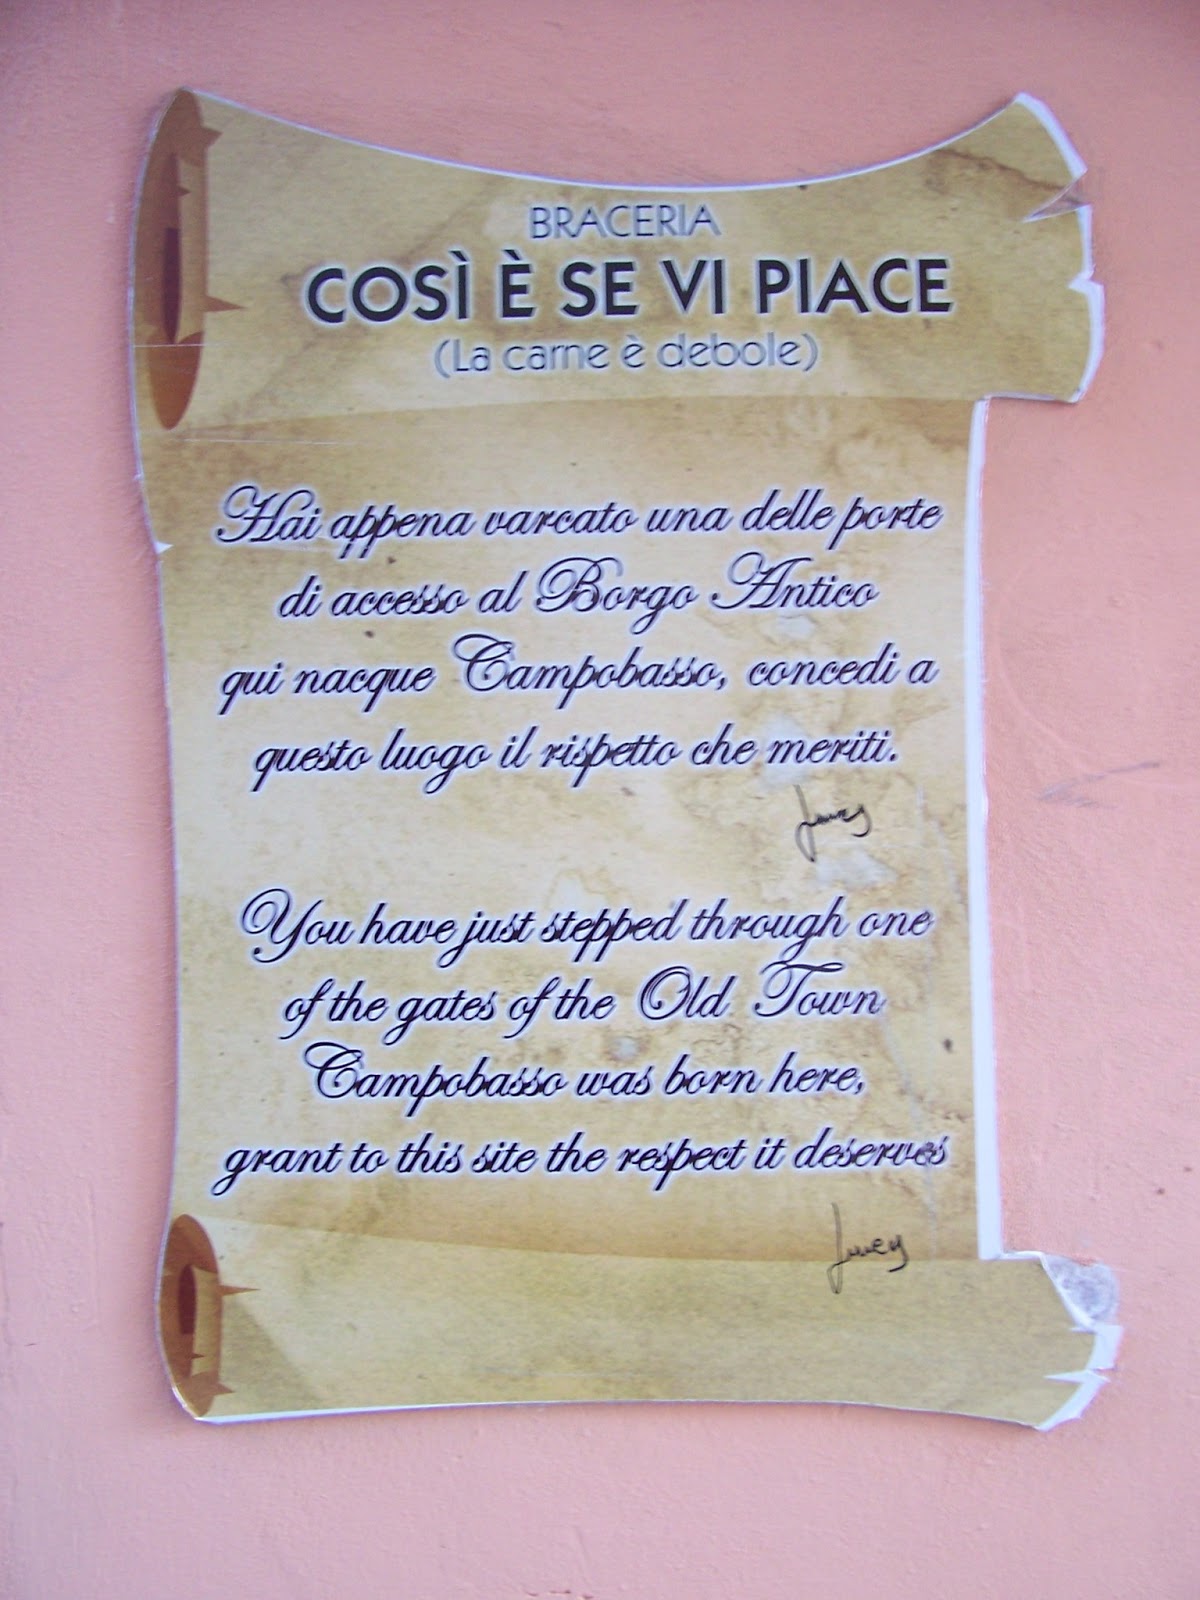 BRACERIA
COSÌ È SE VI PIACE
(La carne è debole)
Hai appena varcato una delle porte
di accesso al Borgo Antico
qui nacque Campobasso, concedi a
questo luogo il rispetto che meriti.
You have just stepped through one
of the gates of the Old Town
Campobasso was born here,
grant to this site the respect it deserves